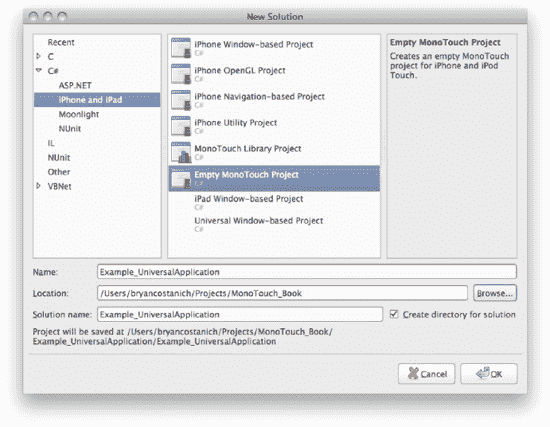 New Solution
Recent
C
C#
ASP.NET
iPhone and iPad
Moonlight
NUnit
IL
NUnit
Other
VBNet
iPhone Window-based Project
C#
iPhone OpenGL Project
C#
iPhone Navigation-based Project
C#
iPhone Utility Project
C#
MonoTouch Library Project
C#
Empty MonoTouch Project
C#
iPad Window-based Project
C#
Universal Window-based Project
C#
Empty MonoTouch Project
Creates an empty MonoTouch
project for iPhone and iPod
Touch.
Name: Example_UniversalApplication
Location: /Users/bryancostanich/Projects/MonoTouch_Book Browse...
Solution name: Example_UniversalApplication Create directory for solution
Project will be saved at /Users/bryancostanich/Projects/MonoTouch_Book/
Example_UniversalApplication/Example_UniversalApplication
Cancel OK